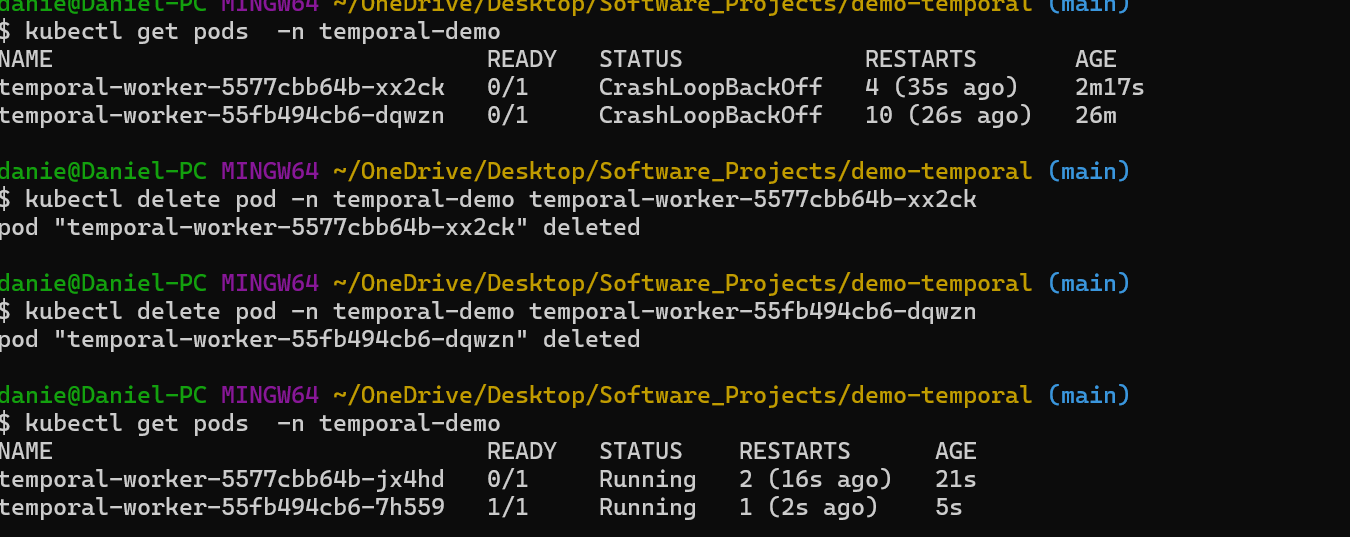 danie@Daniel-PC MINGW64 ~/OneDrive/Desktop/Software_Projects/demo-temporal (main)
$ kubectl get pods  -n temporal-demo
NAME                               READY   STATUS             RESTARTS       AGE
temporal-worker-5577cbb64b-xx2ck   0/1     CrashLoopBackOff   4 (35s ago)    2m17s
temporal-worker-55fb494cb6-dqwzn   0/1     CrashLoopBackOff   10 (26s ago)   26m
danie@Daniel-PC MINGW64 ~/OneDrive/Desktop/Software_Projects/demo-temporal (main)
$ kubectl delete pod -n temporal-demo temporal-worker-5577cbb64b-xx2ck
pod "temporal-worker-5577cbb64b-xx2ck" deleted
danie@Daniel-PC MINGW64 ~/OneDrive/Desktop/Software_Projects/demo-temporal (main)
$ kubectl delete pod -n temporal-demo temporal-worker-55fb494cb6-dqwzn
pod "temporal-worker-55fb494cb6-dqwzn" deleted
danie@Daniel-PC MINGW64 ~/OneDrive/Desktop/Software_Projects/demo-temporal (main)
$ kubectl get pods  -n temporal-demo
NAME                               READY   STATUS    RESTARTS      AGE
temporal-worker-5577cbb64b-jx4hd   0/1     Running   2 (16s ago)   21s
temporal-worker-55fb494cb6-7h559   1/1     Running   1 (2s ago)    5s